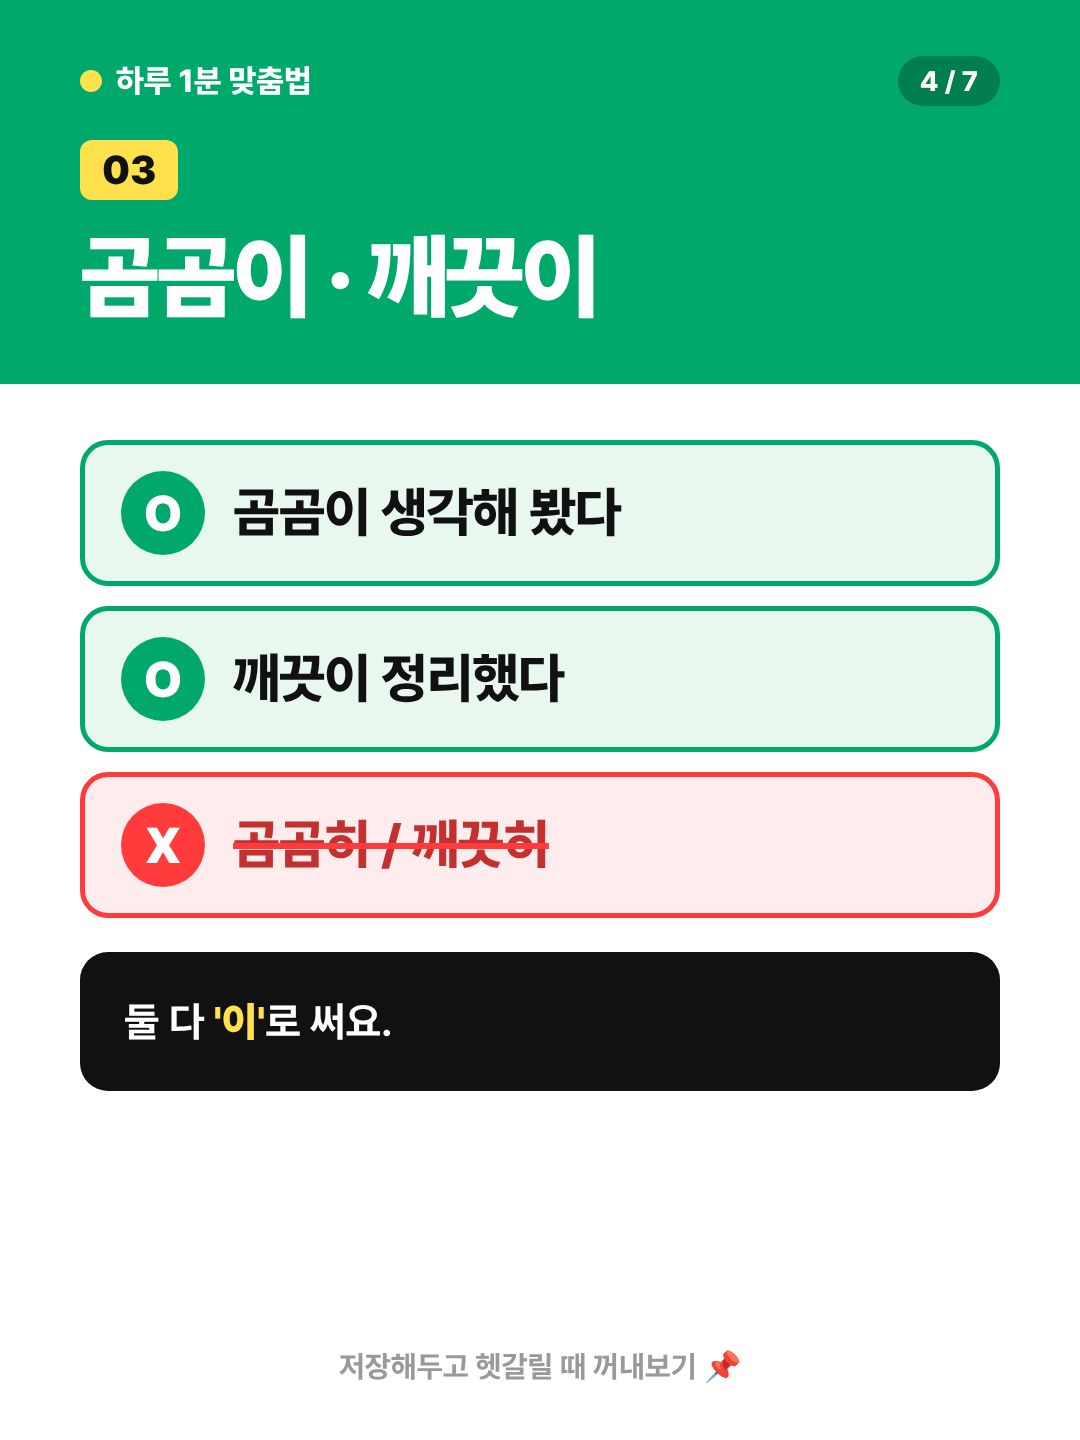 하루 1분 맞춤법
4 / 7
03
곰곰이 · 깨끗이
O 곰곰이 생각해 봤다
O 깨끗이 정리했다
X 곰곰히 / 깨끗히
둘 다 '이'로 써요.
저장해두고 헷갈릴 때 꺼내보기 📌